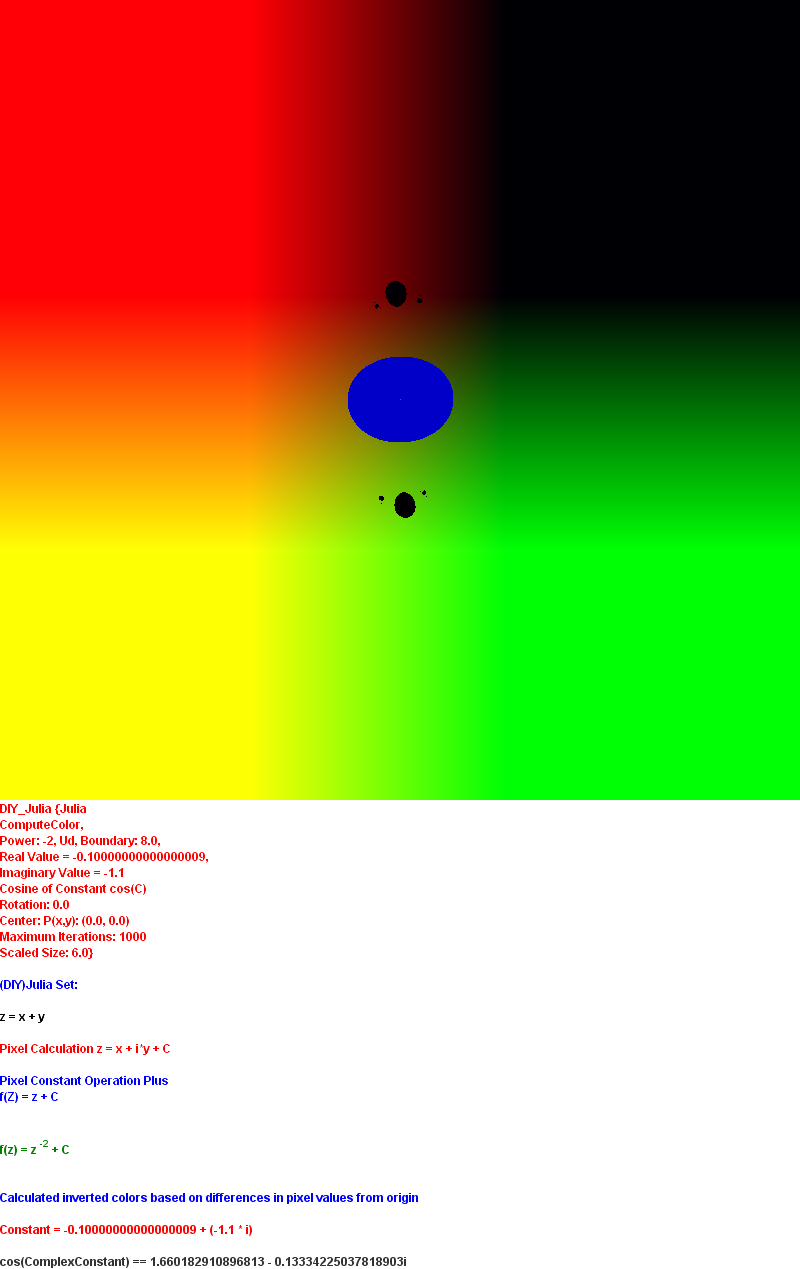 DIY_Julia {Julia
ComputeColor,
Power: -2, Ud, Boundary: 8.0,
Real Value = -0.10000000000000009,
Imaginary Value = -1.1
Cosine of Constant cos(C)
Rotation: 0.0
Center: P(x,y): (0.0, 0.0)
Maximum Iterations: 1000
Scaled Size: 6.0}
(DIY)Julia Set:
z = x + y
Pixel Calculation z = x + i*y + C
Pixel Constant Operation Plus
f(Z) = z + C
f(z) = z -2 + C
Calculated inverted colors based on differences in pixel values from origin
Constant = -0.10000000000000009 + (-1.1 * i)
cos(ComplexConstant) == 1.660182910896813 - 0.13334225037818903i